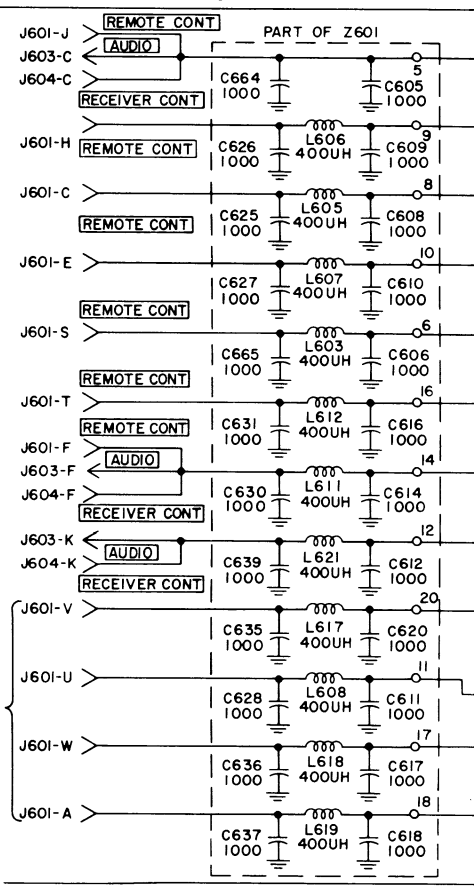 REMOTE CONT
J601-J
AUDIO
PART OF Z601
J603-C
5
J604-C
C664
1000
C605
1000
RECEIVER CONT
9
J601-H
REMOTE CONT
C626
1000
L606
400UH
C609
1000
8
J601-C
REMOTE CONT
C625
1000
L605
400UH
C608
1000
10
J601-E
C627
1000
L607
400UH
C610
1000
REMOTE CONT
6
J601-S
C665
1000
L603
400UH
C606
1000
REMOTE CONT
16
J601-T
REMOTE CONT
C631
1000
L612
400UH
C616
1000
J601-F
AUDIO
14
J603-F
J604-F
C630
1000
L611
400UH
C614
1000
RECEIVER CONT
12
J603-K
AUDIO
J604-K
C639
1000
L621
400UH
C612
1000
RECEIVER CONT
20
J601-V
C635
1000
L617
400UH
C620
1000
11
J601-U
C628
1000
L608
400UH
C611
1000
17
J601-W
C636
1000
L618
400UH
C617
1000
18
J601-A
C637
1000
L619
400UH
C618
1000